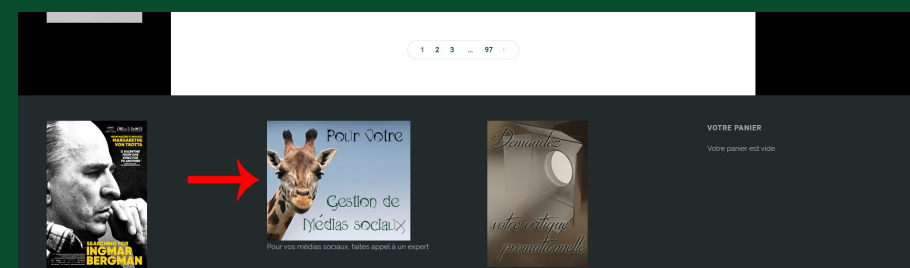 1 2 3 ... 97
MARGARETHE
VON TROTTA
SEARCHING FOR
INGMAR
BERGMAN
Pour Votre
Gestion de
Médias sociaux
Pour vos médias sociaux, faites appel à un expert
Demandez
votre critique
promotionnelle
VOTRE PANIER
Votre panier est vide.